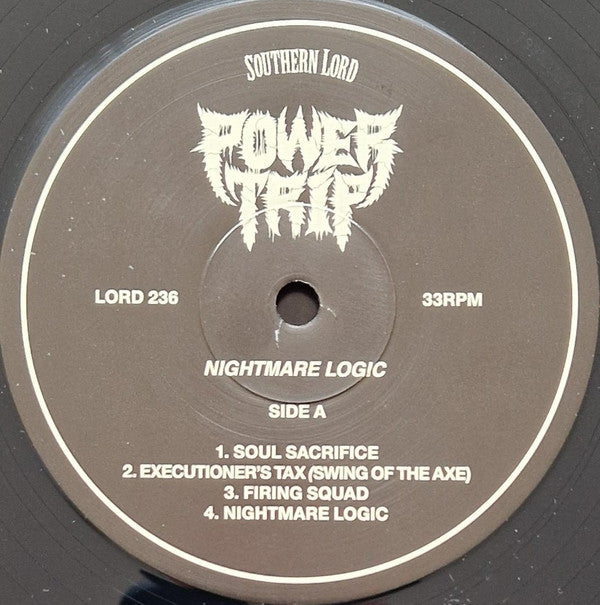 SOUTHERN LORD
POWER
TRIP
LORD 236
33RPM
NIGHTMARE LOGIC
SIDE A
1. SOUL SACRIFICE
2. EXECUTIONER'S TAX (SWING OF THE AXE)
3. FIRING SQUAD
4. NIGHTMARE LOGIC